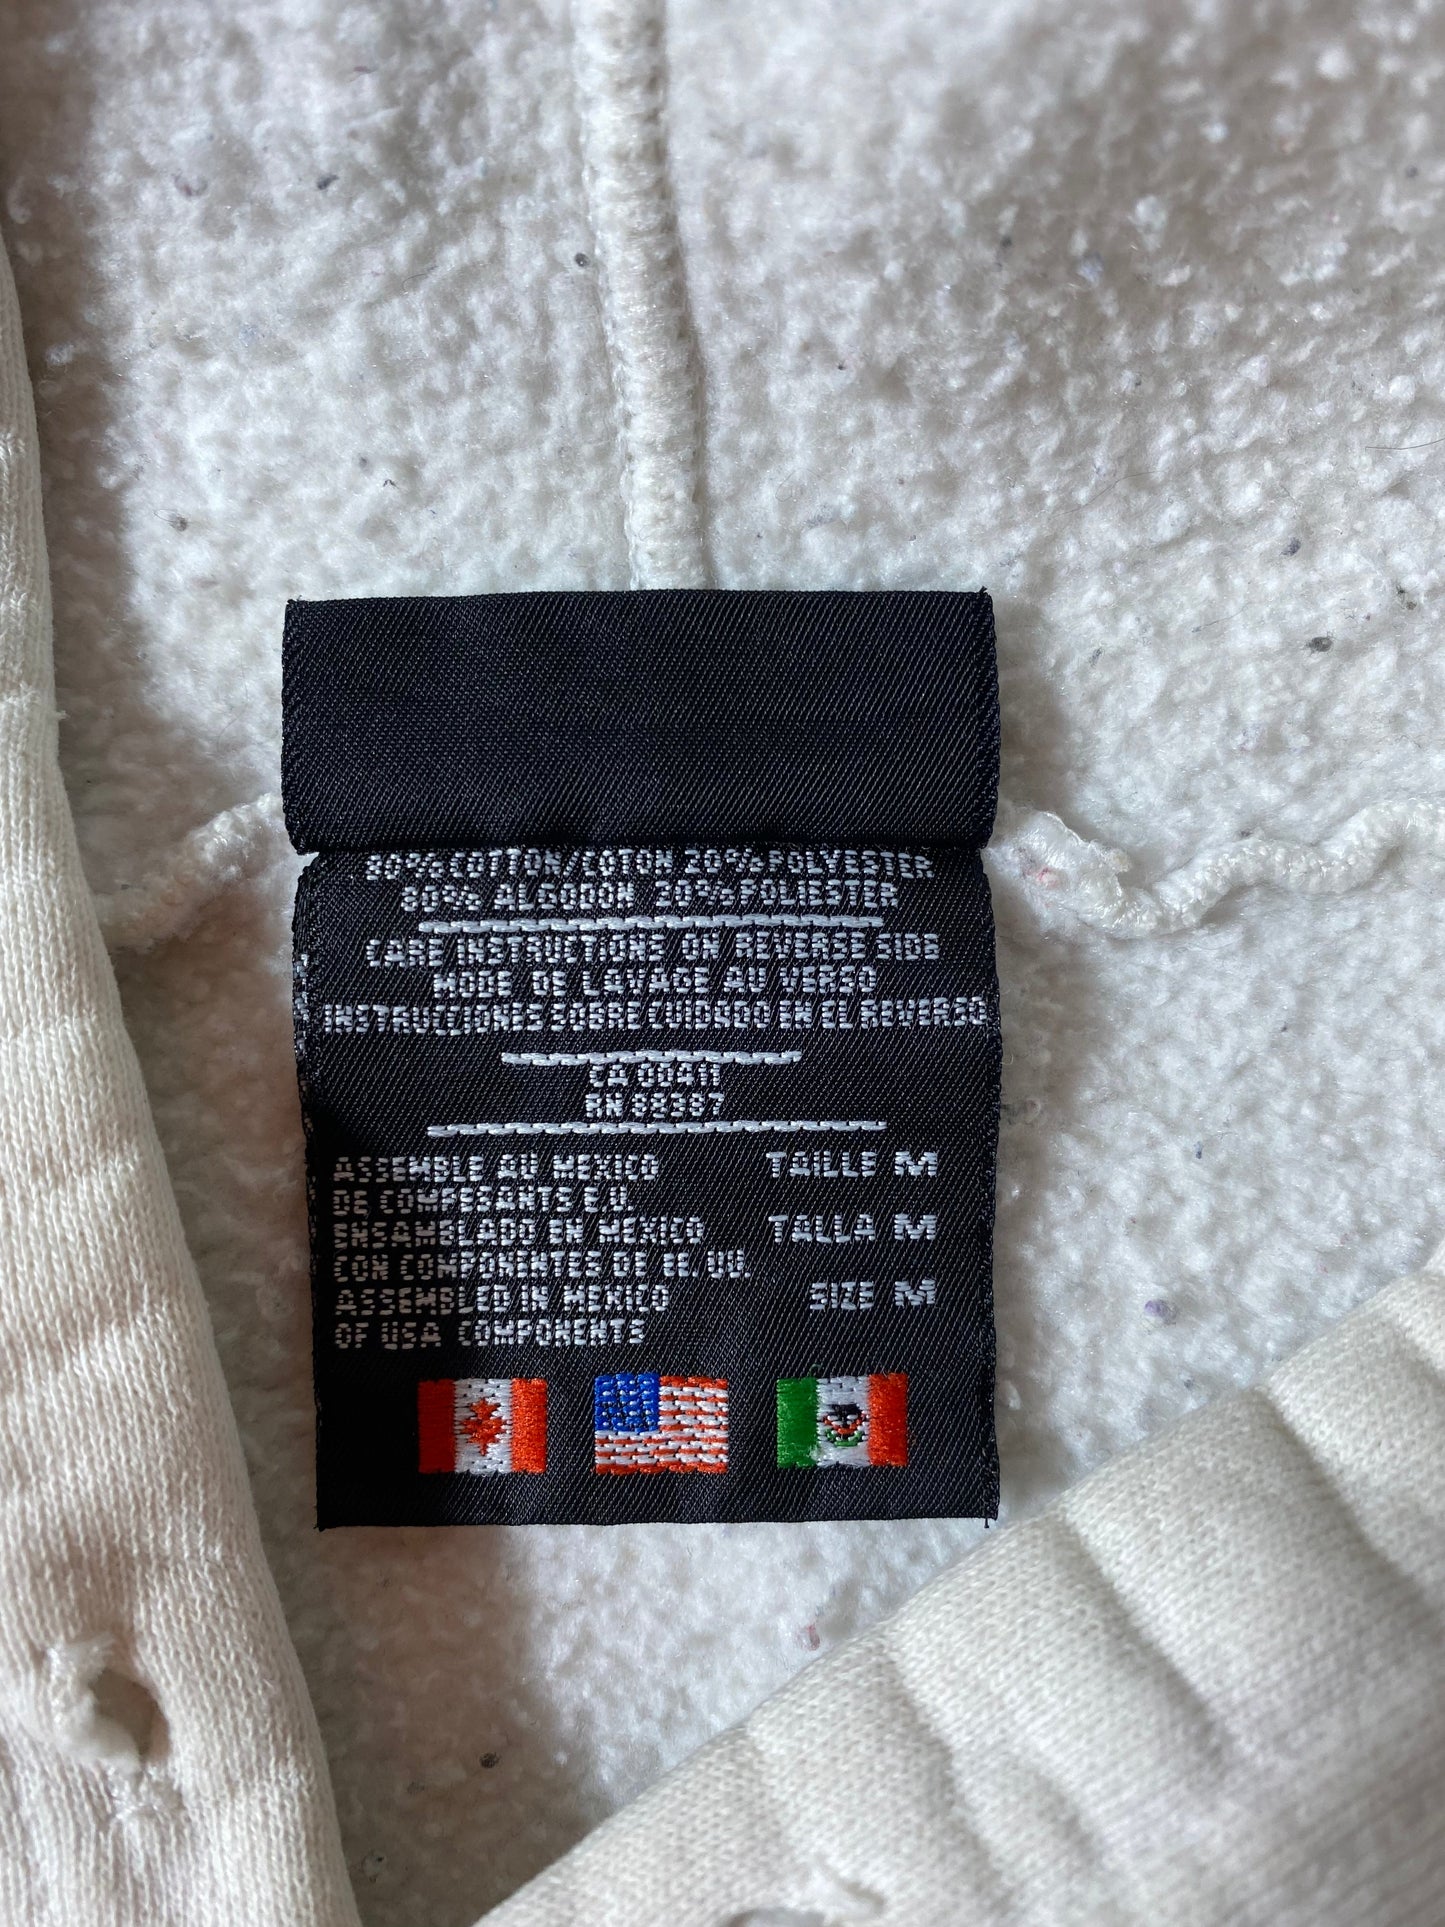 80% COTTON/COTON 20% POLYESTER
80% ALGODON 20% POLIESTER
CARE INSTRUCTIONS ON REVERSE SIDE
MODE DE LAVAGE AU VERSO
INSTRUCCIONES SOBRE CUIDADO EN EL REVERSO
CA 00411
RN 88387
ASSEMBLE AU MEXICO
DE COMPOSANTS E.U.
ENSAMBLADO EN MEXICO
CON COMPONENTES DE EE. UU.
ASSEMBLED IN MEXICO
OF USA COMPONENTS
TAILLE M
TALLA M
SIZE M